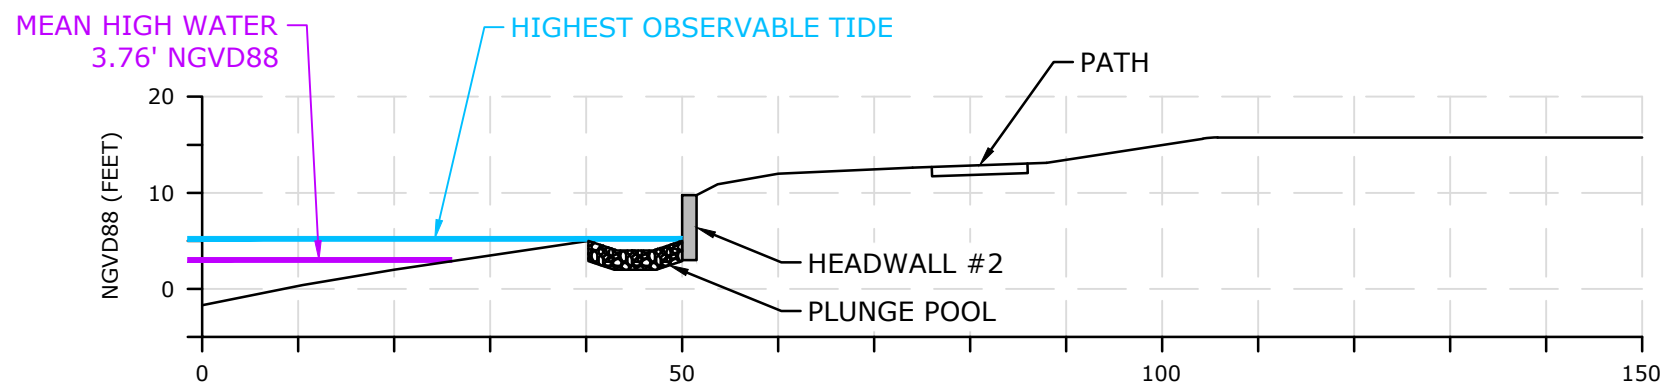 MEAN HIGH WATER
3.76' NGVD88
HIGHEST OBSERVABLE TIDE
PATH
20
10
0
NGVD88 (FEET)
HEADWALL #2
PLUNGE POOL
0
50
100
150